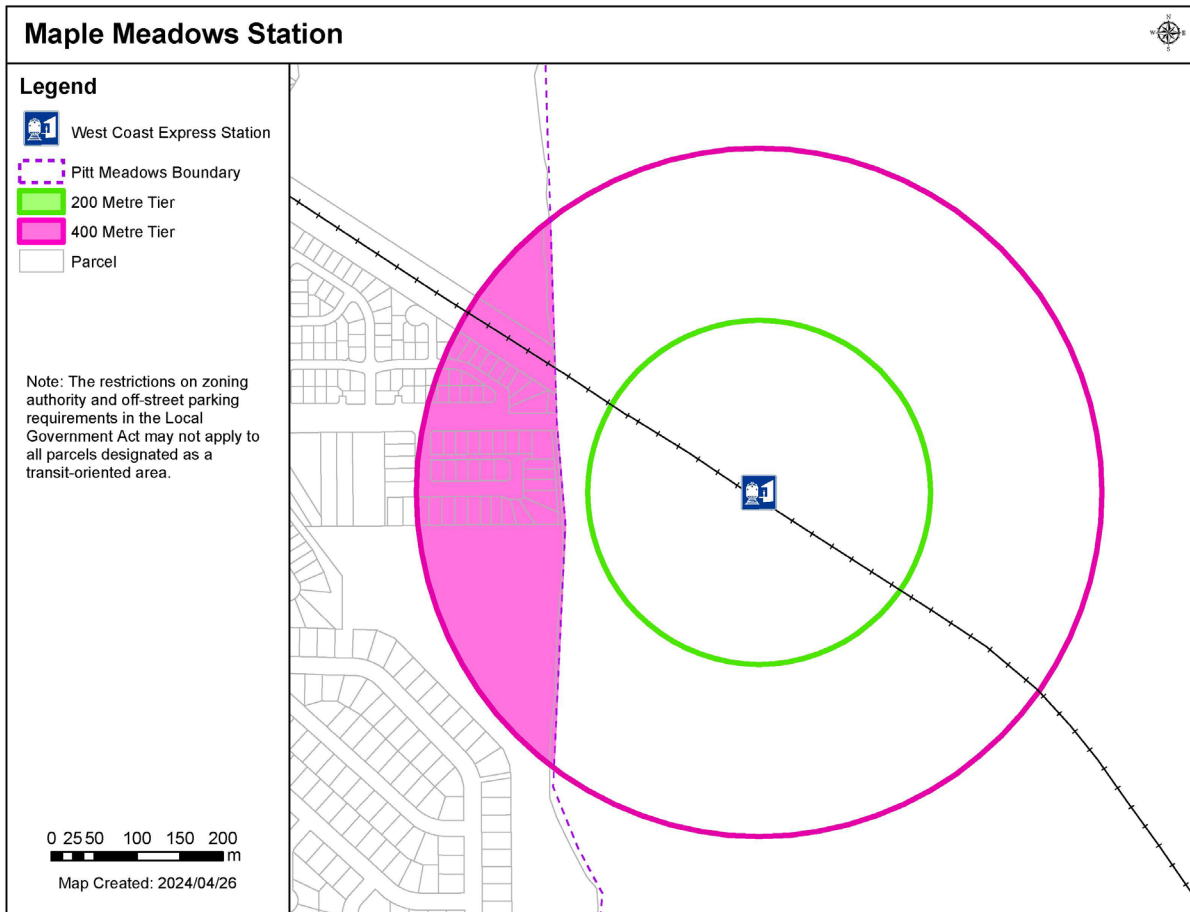 Maple Meadows Station
N
W E
S
Legend
West Coast Express Station
Pitt Meadows Boundary
200 Metre Tier
400 Metre Tier
Parcel
Note: The restrictions on zoning
authority and off-street parking
requirements in the Local
Government Act may not apply to
all parcels designated as a
transit-oriented area.
0 25 50 100 150 200
m
Map Created: 2024/04/26